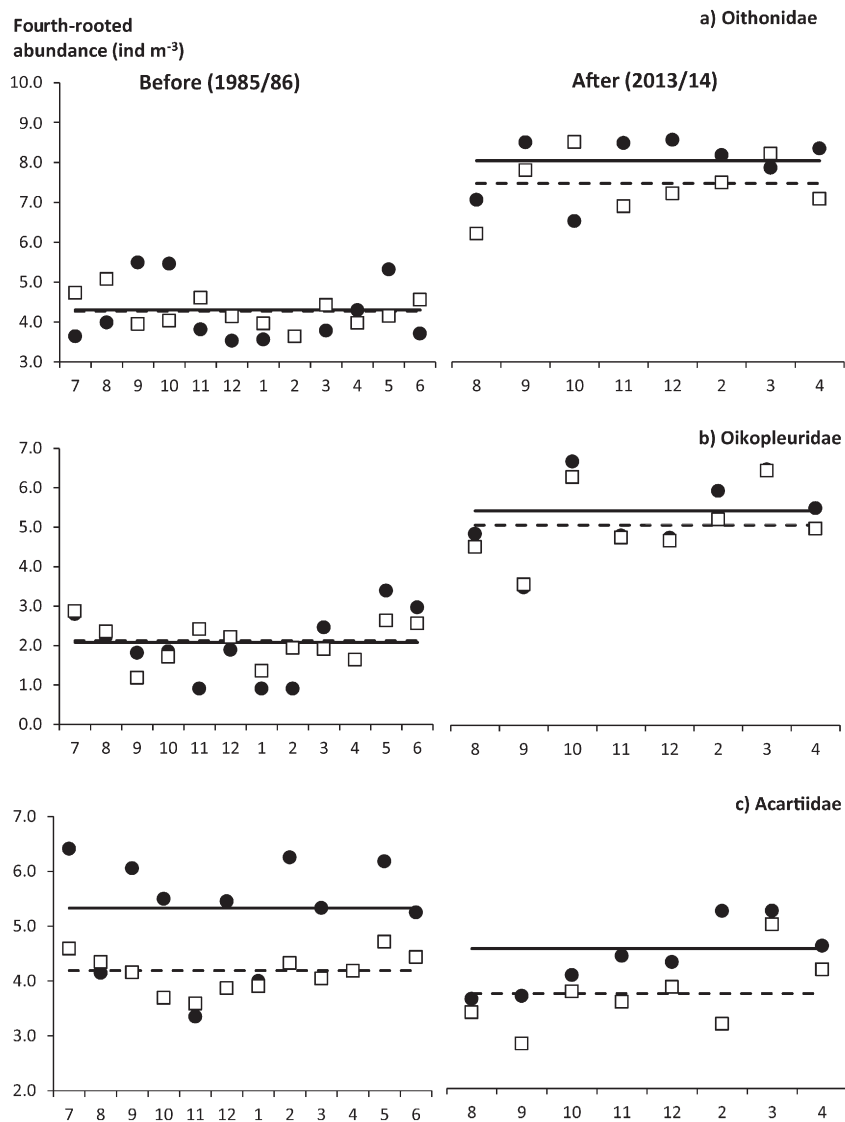 Fourth-rooted
abundance (ind m⁻³)
a) Oithonidae
Before (1985/86)
After (2013/14)
10.0
9.0
8.0
7.0
6.0
5.0
4.0
3.0
7 8 9 10 11 12 1 2 3 4 5 6
8 9 10 11 12 2 3 4
b) Oikopleuridae
7.0
6.0
5.0
4.0
3.0
2.0
1.0
0.0
7 8 9 10 11 12 1 2 3 4 5 6
8 9 10 11 12 2 3 4
c) Acartiidae
7.0
6.0
5.0
4.0
3.0
2.0
7 8 9 10 11 12 1 2 3 4 5 6
8 9 10 11 12 2 3 4